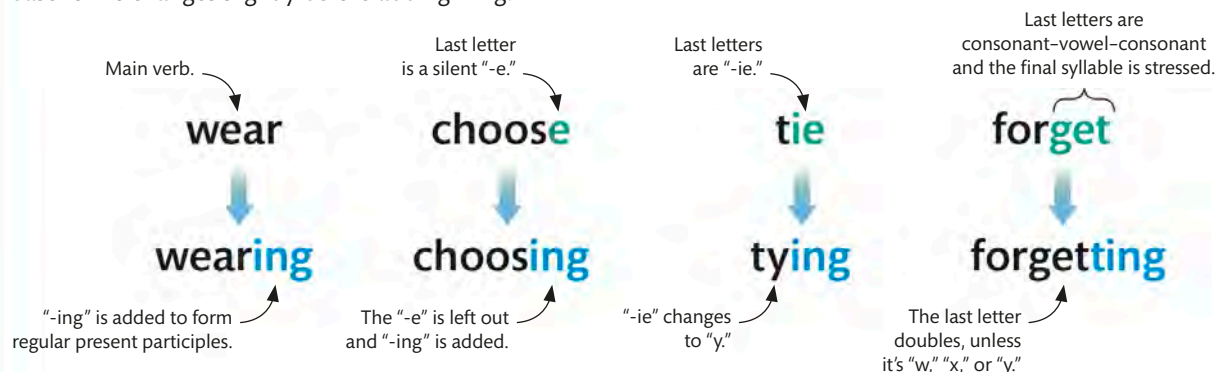 Main verb.
Last letter
is a silent “-e.”
Last letters
are “-ie.”
Last letters are
consonant–vowel–consonant
and the final syllable is stressed.
wear
choose
tie
forget
wearing
choosing
tying
forgetting
“-ing” is added to form
regular present participles.
The “-e” is left out
and “-ing” is added.
“-ie” changes
to “y.”
The last letter
doubles, unless
it’s “w,” “x,” or “y.”